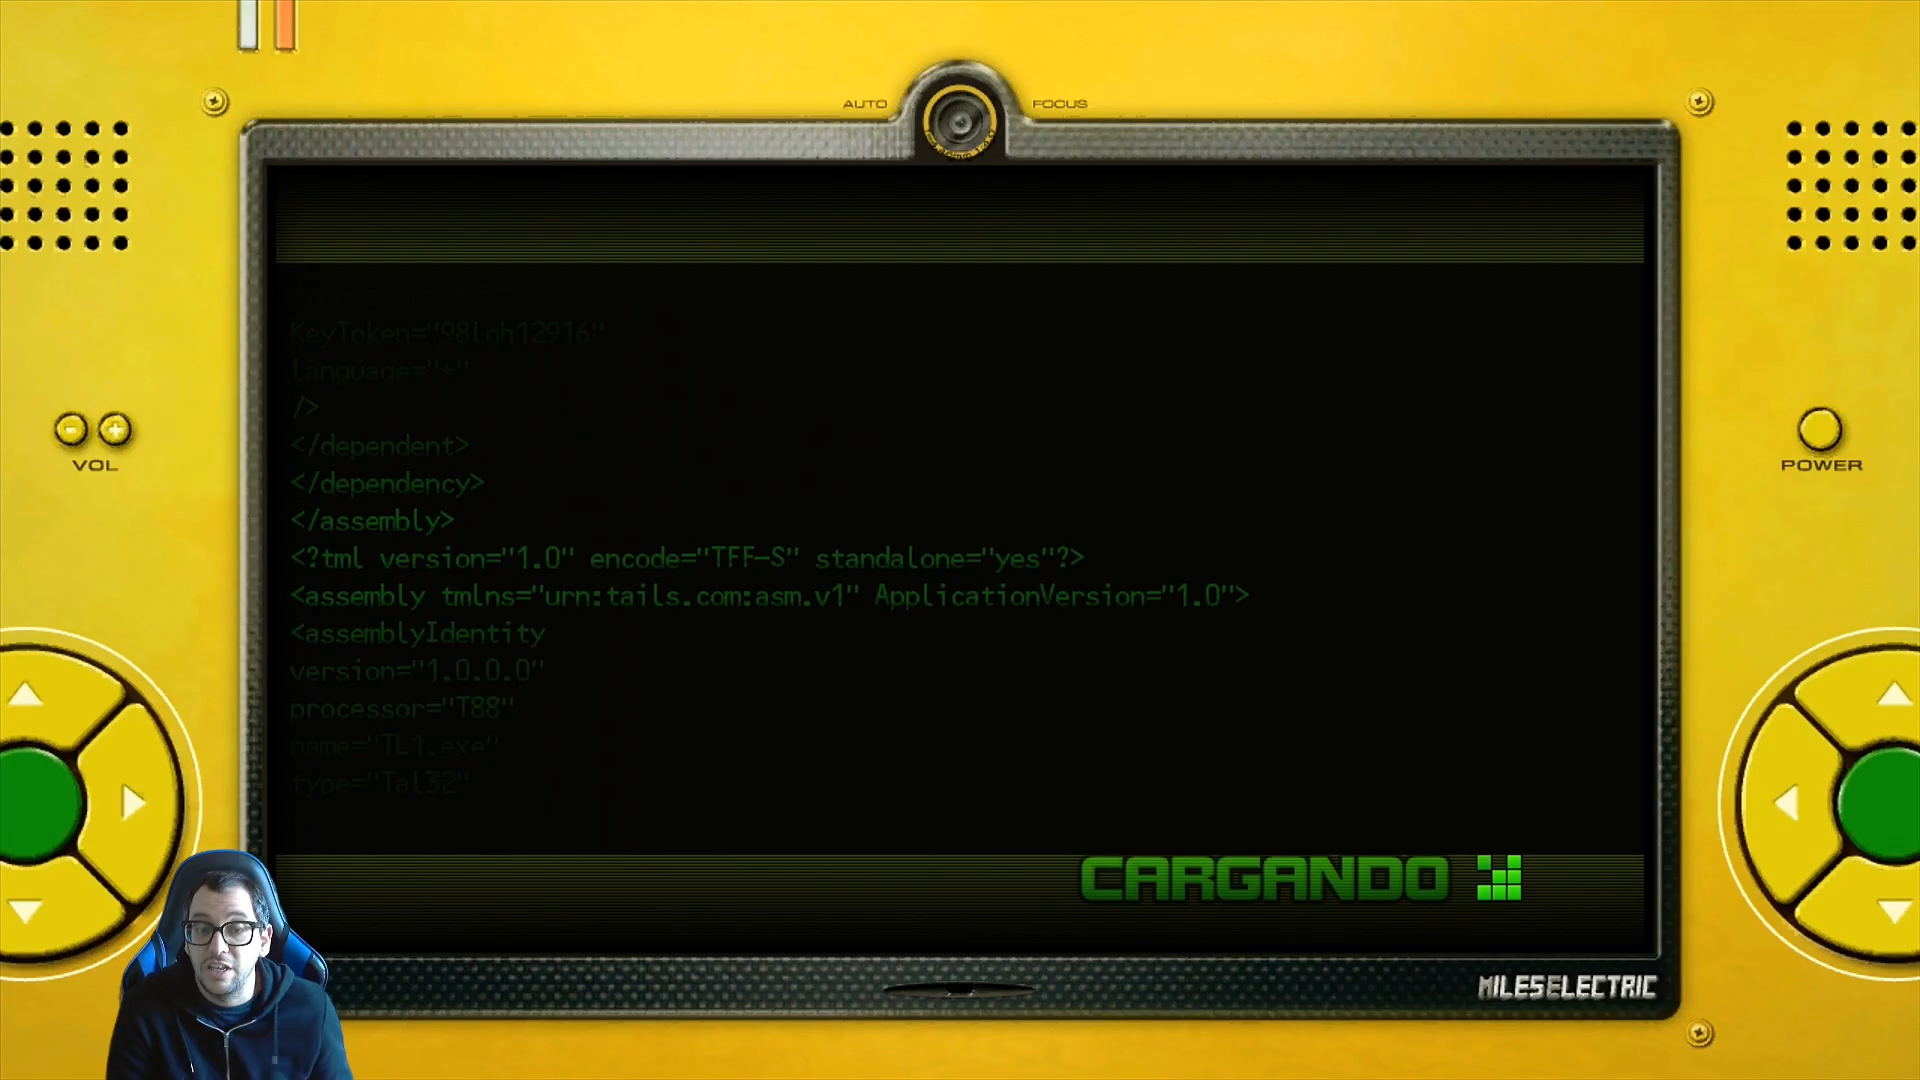 AUTO
FOCUS
KeyToken="98lgh12916"
language="*"
/>
</dependent>
</dependency>
</assembly>
<?tml version="1.0" encode="TFF-S" standalone="yes"?>
<assembly tmlns="urn:tails.com:asm.v1" ApplicationVersion="1.0">
<assemblyIdentity
version="1.0.0.0"
processor="T88"
name="TL1.exe"
type="Tal32"
VOL
POWER
CARGANDO
MILESELECTRIC